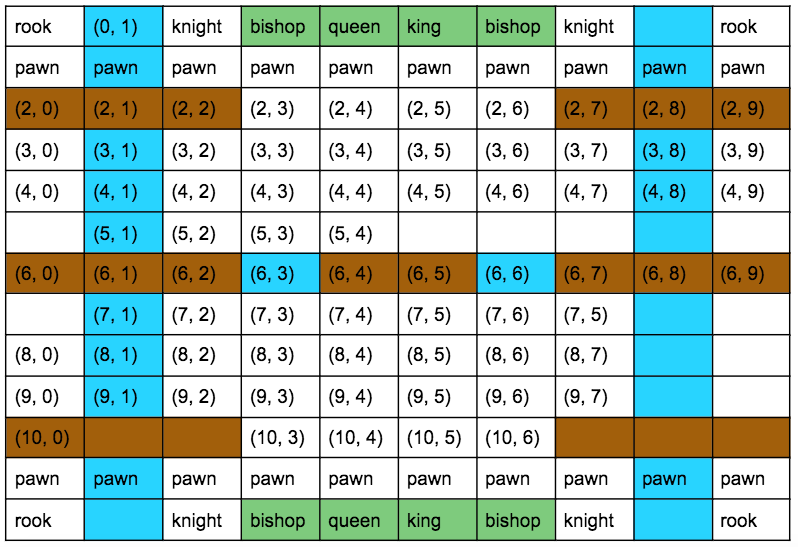 rook (0, 1) knight bishop queen king bishop knight rook
pawn pawn pawn pawn pawn pawn pawn pawn pawn pawn
(2, 0) (2, 1) (2, 2) (2, 3) (2, 4) (2, 5) (2, 6) (2, 7) (2, 8) (2, 9)
(3, 0) (3, 1) (3, 2) (3, 3) (3, 4) (3, 5) (3, 6) (3, 7) (3, 8) (3, 9)
(4, 0) (4, 1) (4, 2) (4, 3) (4, 4) (4, 5) (4, 6) (4, 7) (4, 8) (4, 9)
(5, 1) (5, 2) (5, 3) (5, 4)
(6, 0) (6, 1) (6, 2) (6, 3) (6, 4) (6, 5) (6, 6) (6, 7) (6, 8) (6, 9)
(7, 1) (7, 2) (7, 3) (7, 4) (7, 5) (7, 6) (7, 5)
(8, 0) (8, 1) (8, 2) (8, 3) (8, 4) (8, 5) (8, 6) (8, 7)
(9, 0) (9, 1) (9, 2) (9, 3) (9, 4) (9, 5) (9, 6) (9, 7)
(10, 0) (10, 3) (10, 4) (10, 5) (10, 6)
pawn pawn pawn pawn pawn pawn pawn pawn pawn pawn
rook knight bishop queen king bishop knight rook